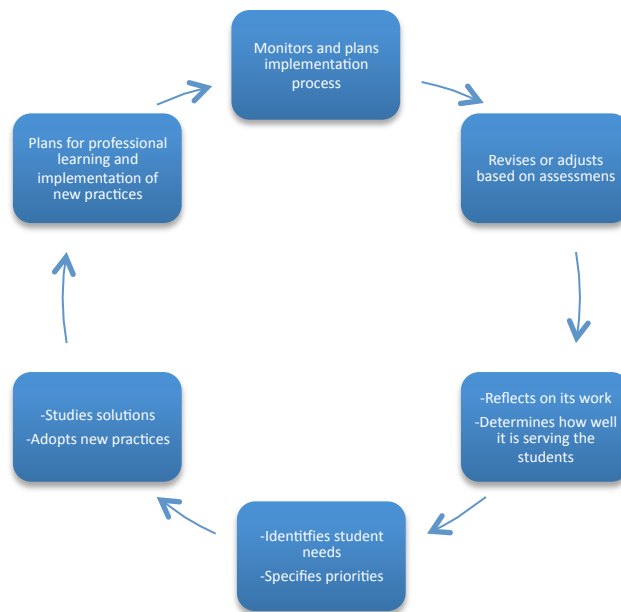 Monitors and plans
implementation
process
Revises or adjusts
based on assessmens
-Reflects on its work
-Determines how well
it is serving the
students
-Identitfies student
needs
-Specifies priorities
-Studies solutions
-Adopts new practices
Plans for professional
learning and
implementation of
new practices